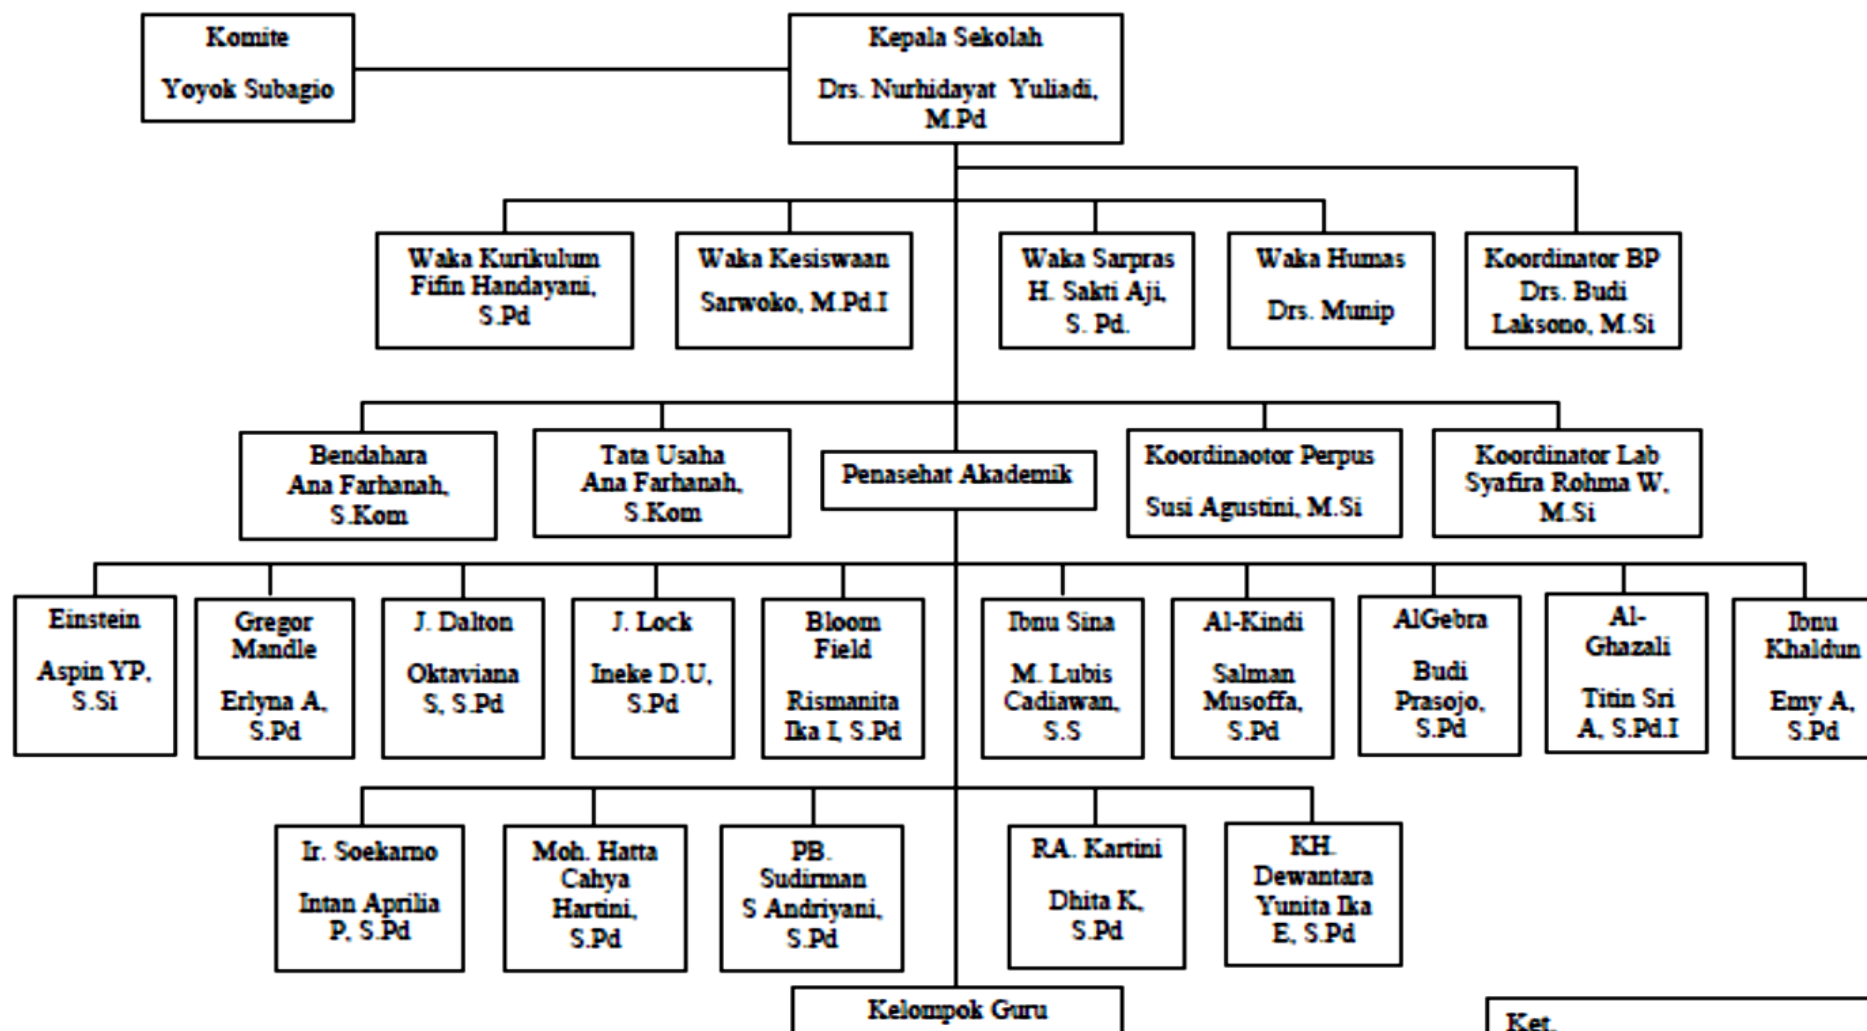 Komite
Yoyok Subagio
Kepala Sekolah
Drs. Nurhidayat Yuliadi,
M.Pd
Waka Kurikulum
Fifin Handayani,
S.Pd
Waka Kesiswaan
Sarwoko, M.Pd.I
Waka Sarpras
H. Sakti Aji,
S. Pd.
Waka Humas
Drs. Munip
Koordinator BP
Drs. Budi
Laksono, M.Si
Bendahara
Ana Farhanah,
S.Kom
Tata Usaha
Ana Farhanah,
S.Kom
Penasehat Akademik
Koordinaotor Perpus
Susi Agustini, M.Si
Koordinator Lab
Syafira Rohma W,
M.Si
Einstein
Aspin YP,
S.Si
Gregor
Mandle
Erlyna A,
S.Pd
J. Dalton
Oktaviana
S, S.Pd
J. Lock
Ineke D.U,
S.Pd
Bloom
Field
Rismanita
Ika I, S.Pd
Ibnu Sina
M. Lubis
Cadiawan,
S.S
Al-Kindi
Salman
Musoffa,
S.Pd
AlGebra
Budi
Prasojo,
S.Pd
Al-
Ghazali
Titin Sri
A, S.Pd.I
Ibnu
Khaldun
Emy A,
S.Pd
Ir. Soekarno
Intan Aprilia
P, S.Pd
Moh. Hatta
Cahya
Hartini,
S.Pd
PB.
Sudirman
S Andriyani,
S.Pd
RA. Kartini
Dhita K,
S.Pd
KH.
Dewantara
Yunita Ika
E, S.Pd
Kelompok Guru
Ket.